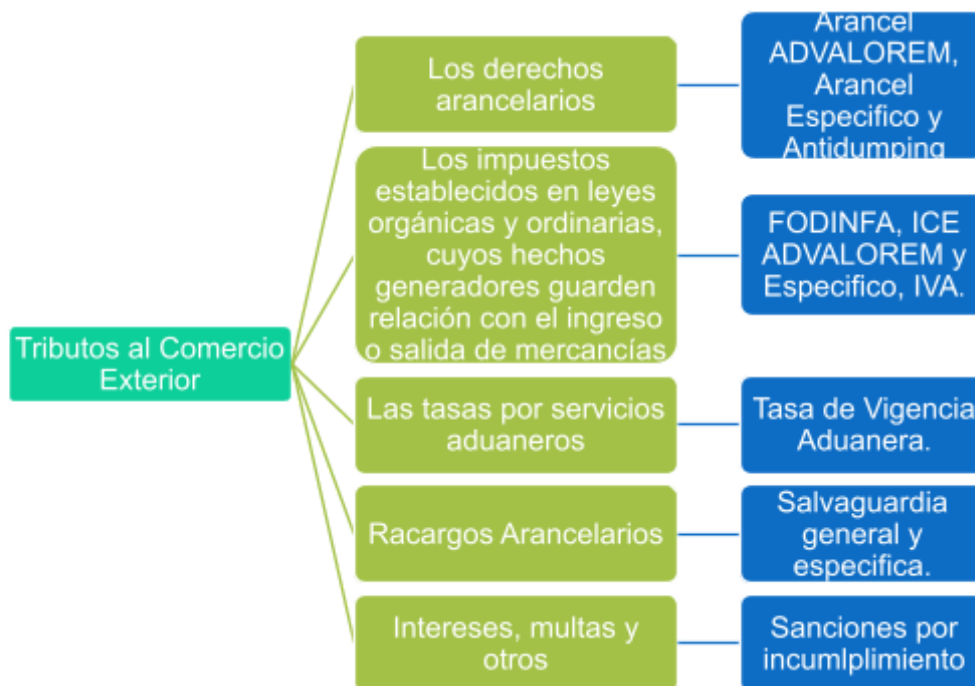 Tributos al Comercio
Exterior
Los derechos
arancelarios
Arancel
ADVALOREM,
Arancel
Especifico y
Antidumping
Los impuestos
establecidos en leyes
orgánicas y ordinarias,
cuyos hechos
generadores guarden
relación con el ingreso
o salida de mercancías
FODINFA, ICE
ADVALOREM y
Especifico, IVA.
Las tasas por servicios
aduaneros
Tasa de Vigencia
Aduanera.
Racargos Arancelarios
Salvaguardia
general y
especifica.
Intereses, multas y
otros
Sanciones por
incumlplimiento